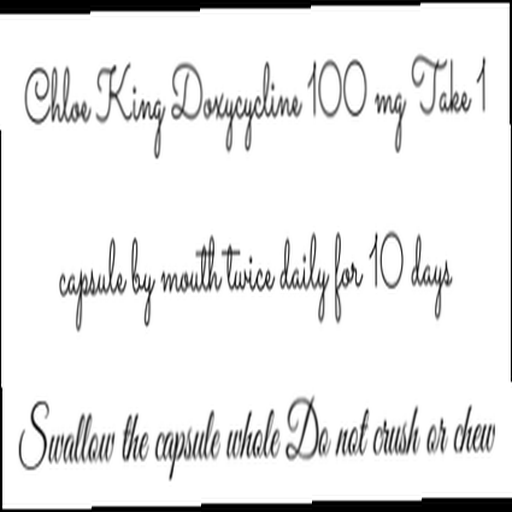 Chloe King Doxycycline 100 mg Take 1
capsule by mouth twice daily for 10 days
Swallow the capsule whole Do not crush or chew